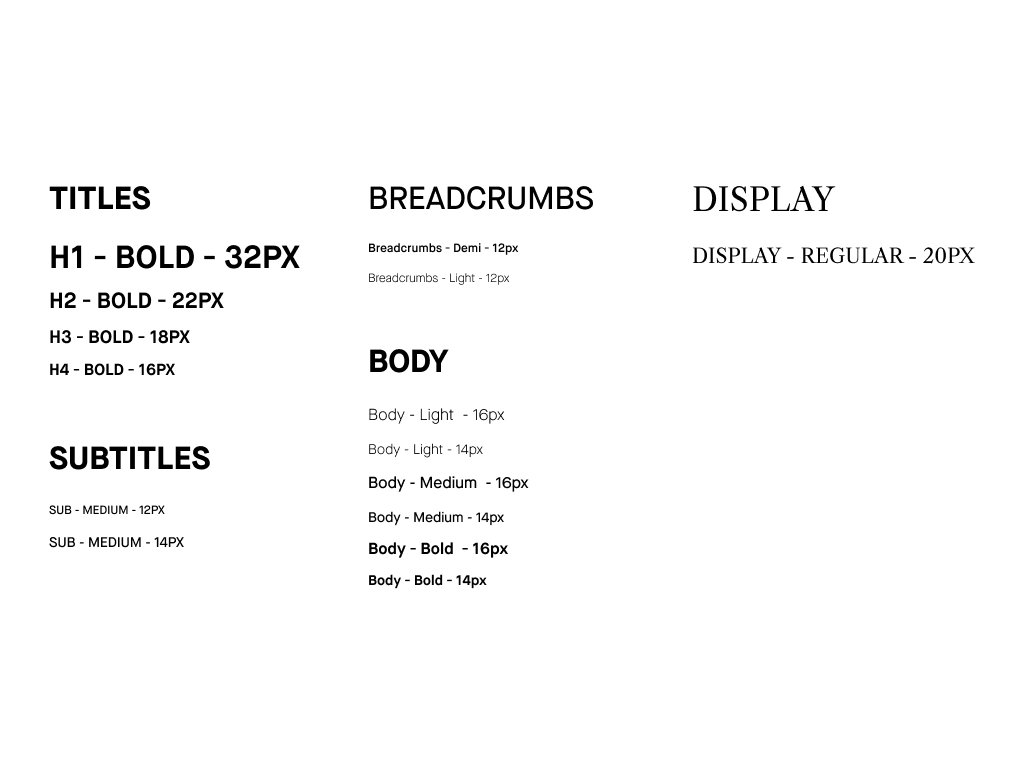 TITLES
H1 - BOLD - 32PX
H2 - BOLD - 22PX
H3 - BOLD - 18PX
H4 - BOLD - 16PX
SUBTITLES
SUB - MEDIUM - 12PX
SUB - MEDIUM - 14PX
BREADCRUMBS
Breadcrumbs - Demi - 12px
Breadcrumbs - Light - 12px
BODY
Body - Light  - 16px
Body - Light - 14px
Body - Medium  - 16px
Body - Medium - 14px
Body - Bold  - 16px
Body - Bold - 14px
DISPLAY
DISPLAY - REGULAR - 20PX